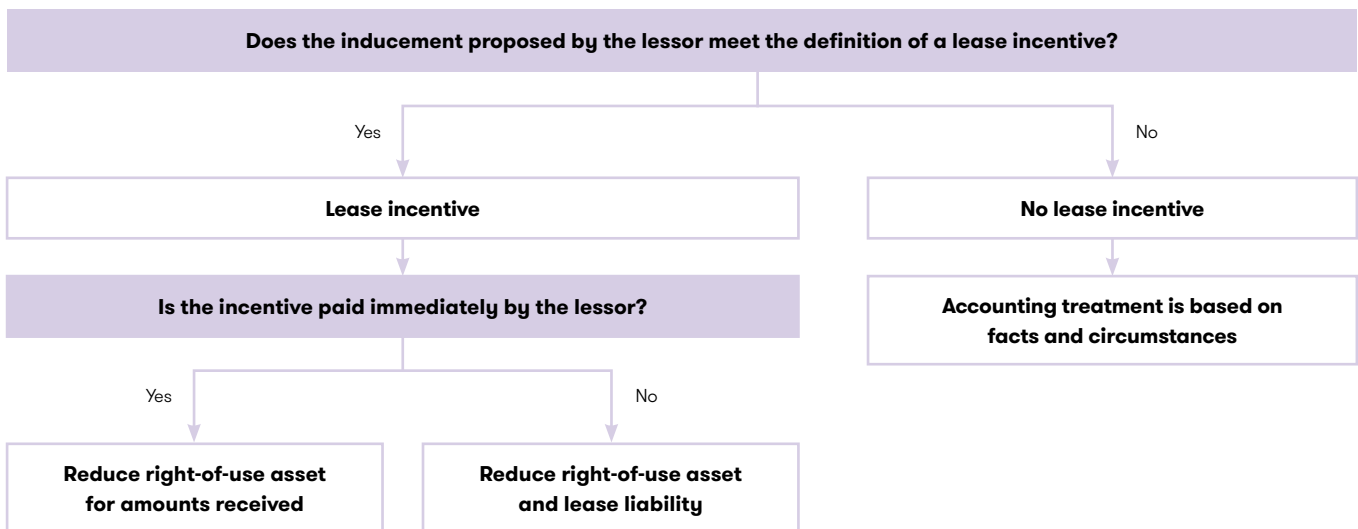 Does the inducement proposed by the lessor meet the definition of a lease incentive?
Yes
No
Lease incentive
No lease incentive
Is the incentive paid immediately by the lessor?
Accounting treatment is based on
facts and circumstances
Yes
No
Reduce right-of-use asset
for amounts received
Reduce right-of-use asset
and lease liability